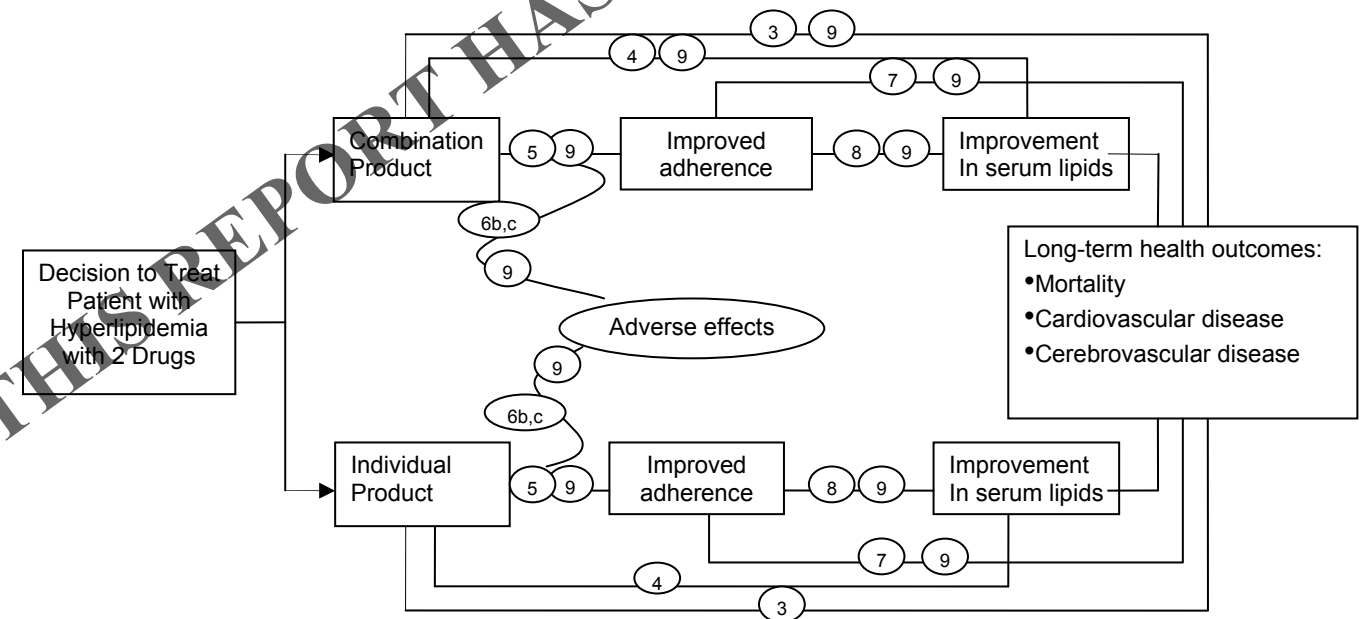 THIS REPORT HAS
3 9
4 9
7 9
Combination
Product
5 9
Improved
adherence
8 9
Improvement
In serum lipids
6b,c
9
Decision to Treat
Patient with
Hyperlipidemia
with 2 Drugs
Adverse effects
Long-term health outcomes:
•Mortality
•Cardiovascular disease
•Cerebrovascular disease
9
6b,c
Individual
Product
5 9
Improved
adherence
8 9
Improvement
In serum lipids
7 9
4
3